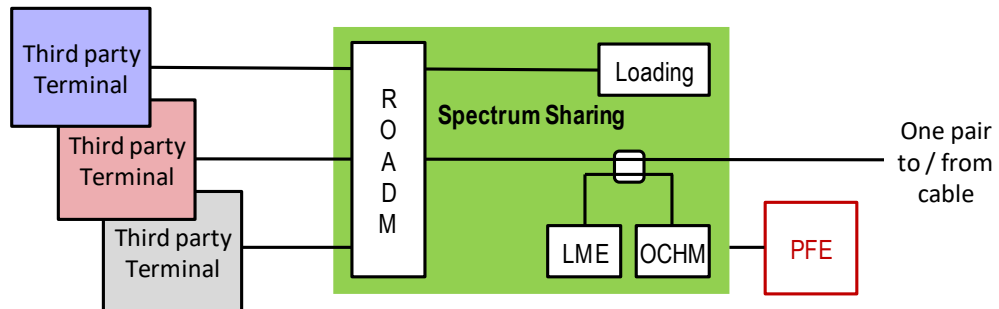 Third party
Terminal
Third party
Terminal
Third party
Terminal
R
O
A
D
M
Loading
Spectrum Sharing
LME
OCHM
PFE
One pair
to / from
cable